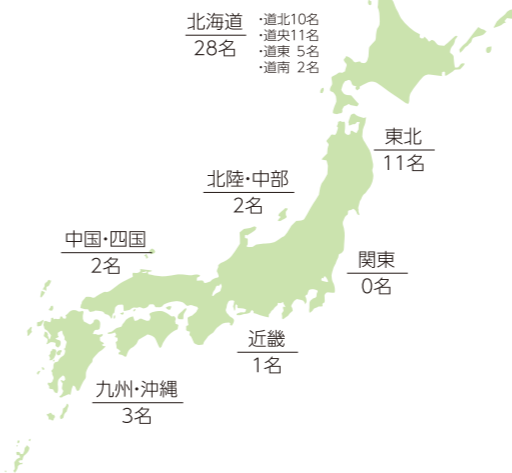 北海道
28名
・道北10名
・道央11名
・道東 5名
・道南 2名
東北
11名
北陸・中部
2名
中国・四国
2名
関東
0名
近畿
1名
九州・沖縄
3名